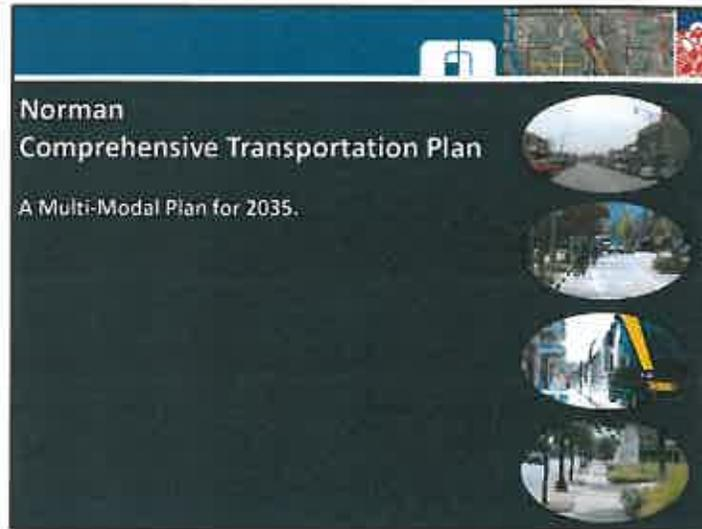 Norman
Comprehensive Transportation Plan
A Multi-Modal Plan for 2035.